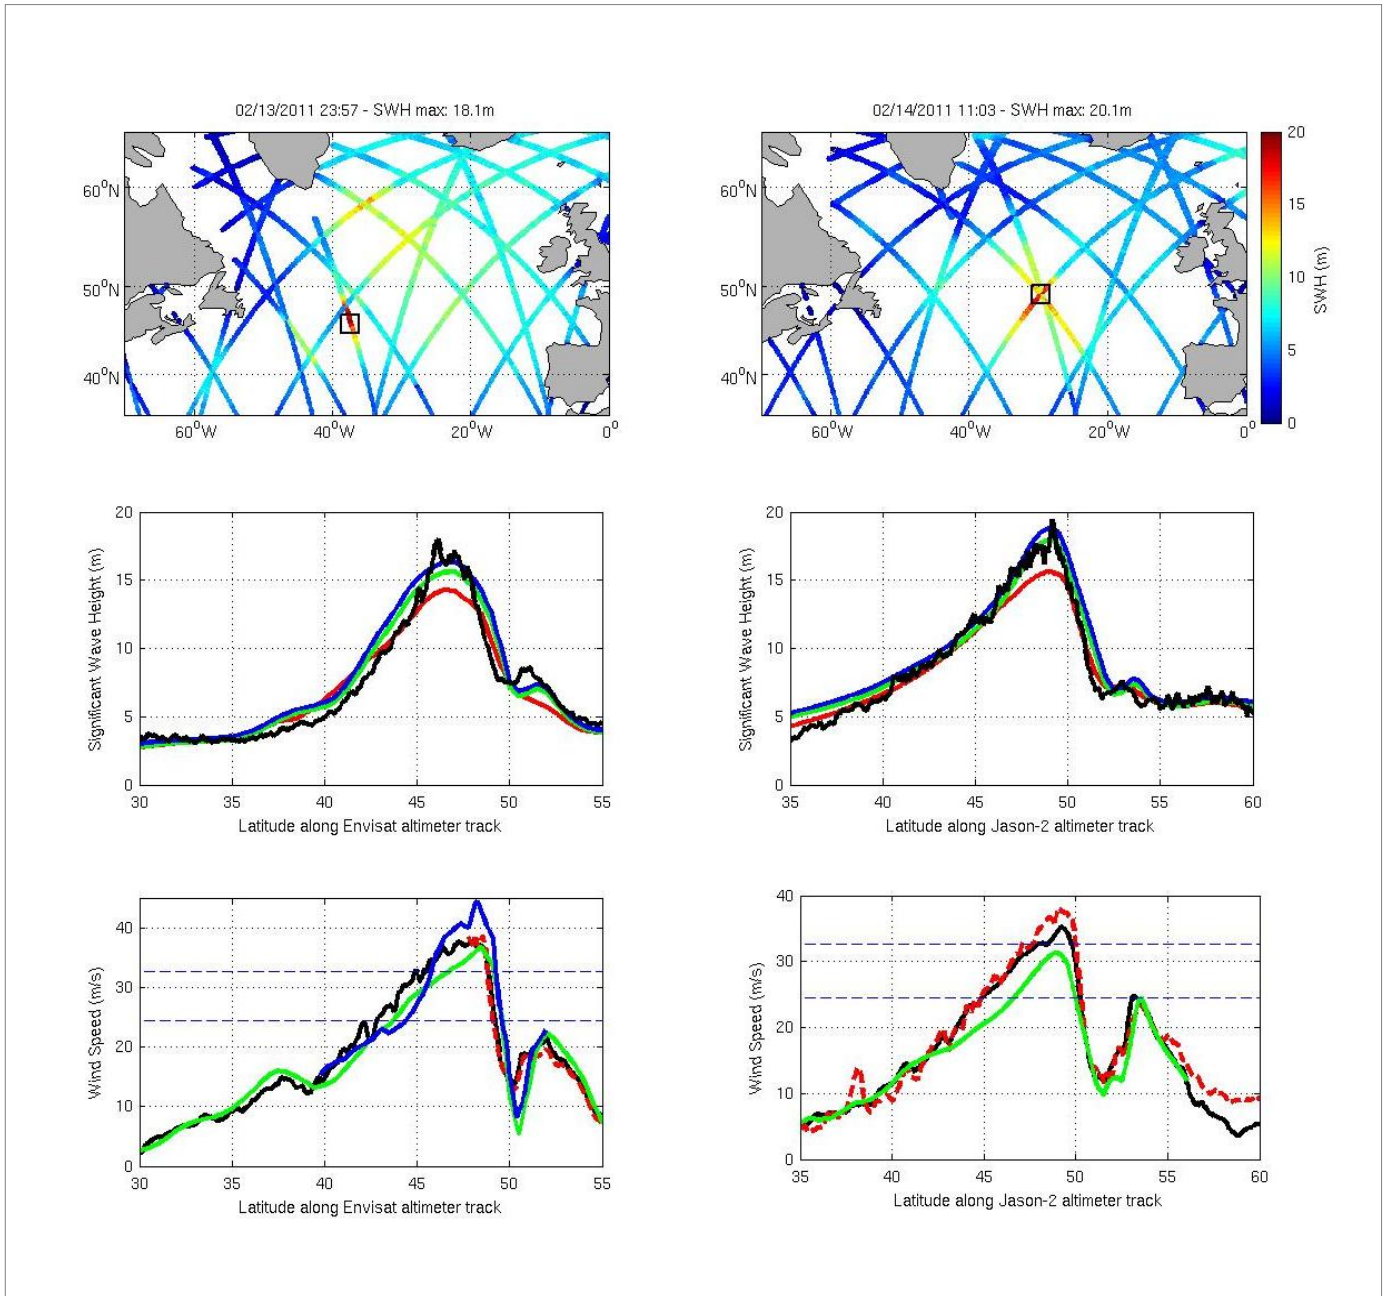 02/13/2011 23:57 - SWH max: 18.1m
60°N
50°N
40°N
60°W 40°W 20°W 0°
02/14/2011 11:03 - SWH max: 20.1m
60°N
50°N
40°N
60°W 40°W 20°W 0°
20
15
10
5
0
SWH (m)
Significant Wave Height (m)
20
15
10
5
0
30 35 40 45 50 55
Latitude along Envisat altimeter track
Significant Wave Height (m)
20
15
10
5
0
35 40 45 50 55 60
Latitude along Jason-2 altimeter track
Wind Speed (m/s)
40
30
20
10
0
30 35 40 45 50 55
Latitude along Envisat altimeter track
Wind Speed (m/s)
40
30
20
10
0
35 40 45 50 55 60
Latitude along Jason-2 altimeter track